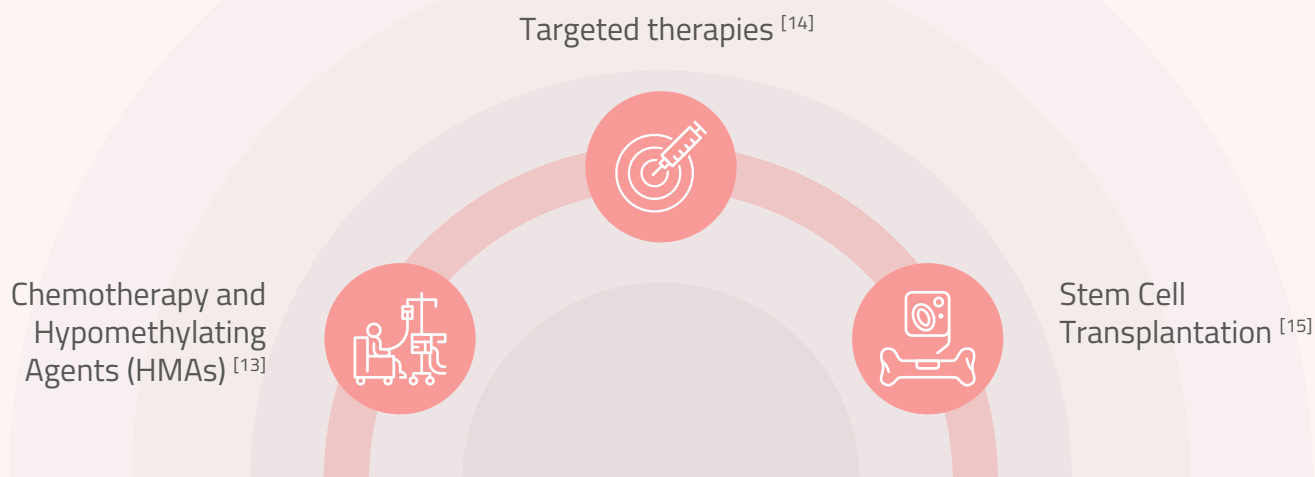 Targeted therapies [14]
Chemotherapy and
Hypomethylating
Agents (HMAs) [13]
Stem Cell
Transplantation [15]